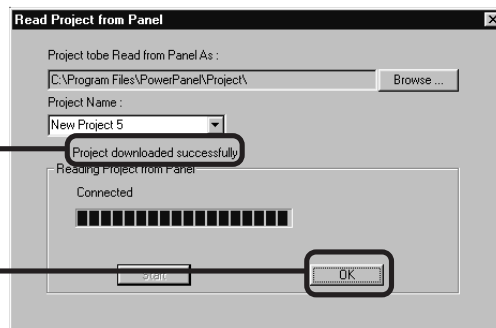 Read Project from Panel
Project tobe Read from Panel As :
C:\Program Files\PowerPanel\Project\
Browse ...
Project Name :
New Project 5
Project downloaded successfully
Reading Project from Panel
Connected
Start
OK